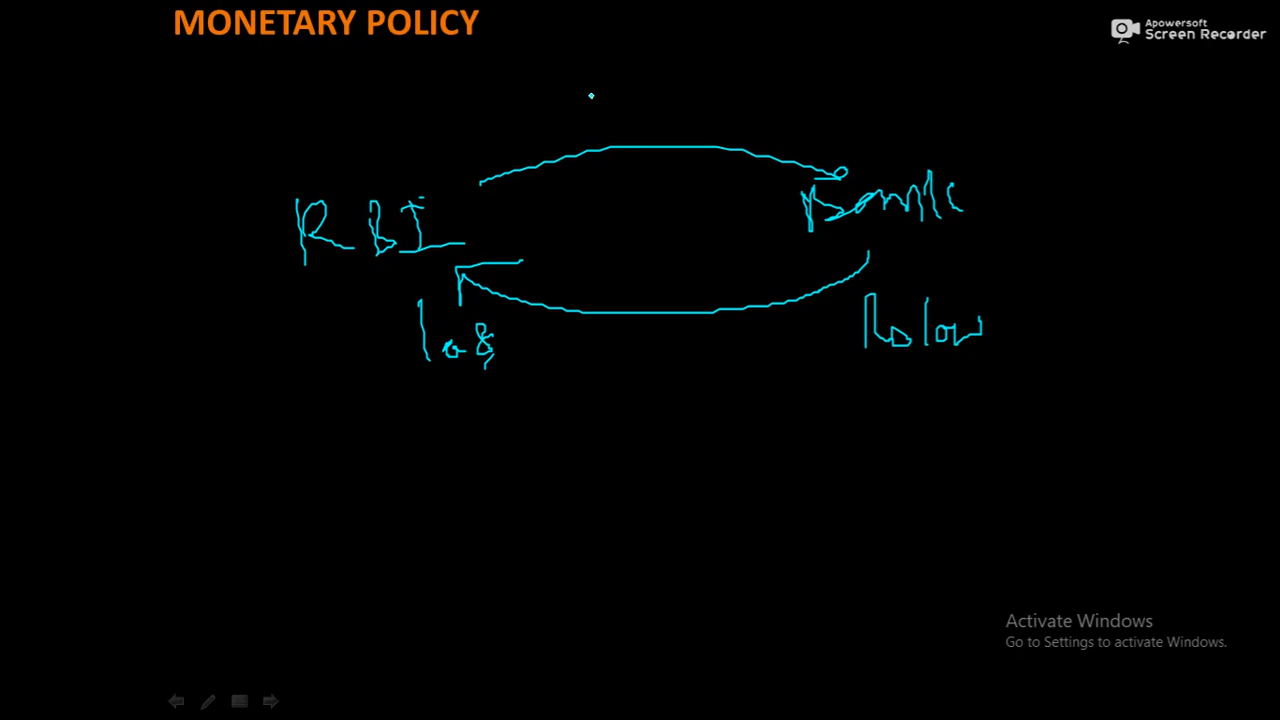 MONETARY POLICY
Apowersoft
Screen Recorder
RBI
Bank
Activate Windows
Go to Settings to activate Windows.